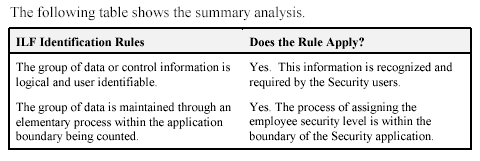 The following table shows the summary analysis.
ILF Identification Rules
Does the Rule Apply?
The group of data or control information is
logical and user identifiable.
Yes. This information is recognized and
required by the Security users.
The group of data is maintained through an
elementary process within the application
boundary being counted.
Yes. The process of assigning the
employee security level is within the
boundary of the Security application.